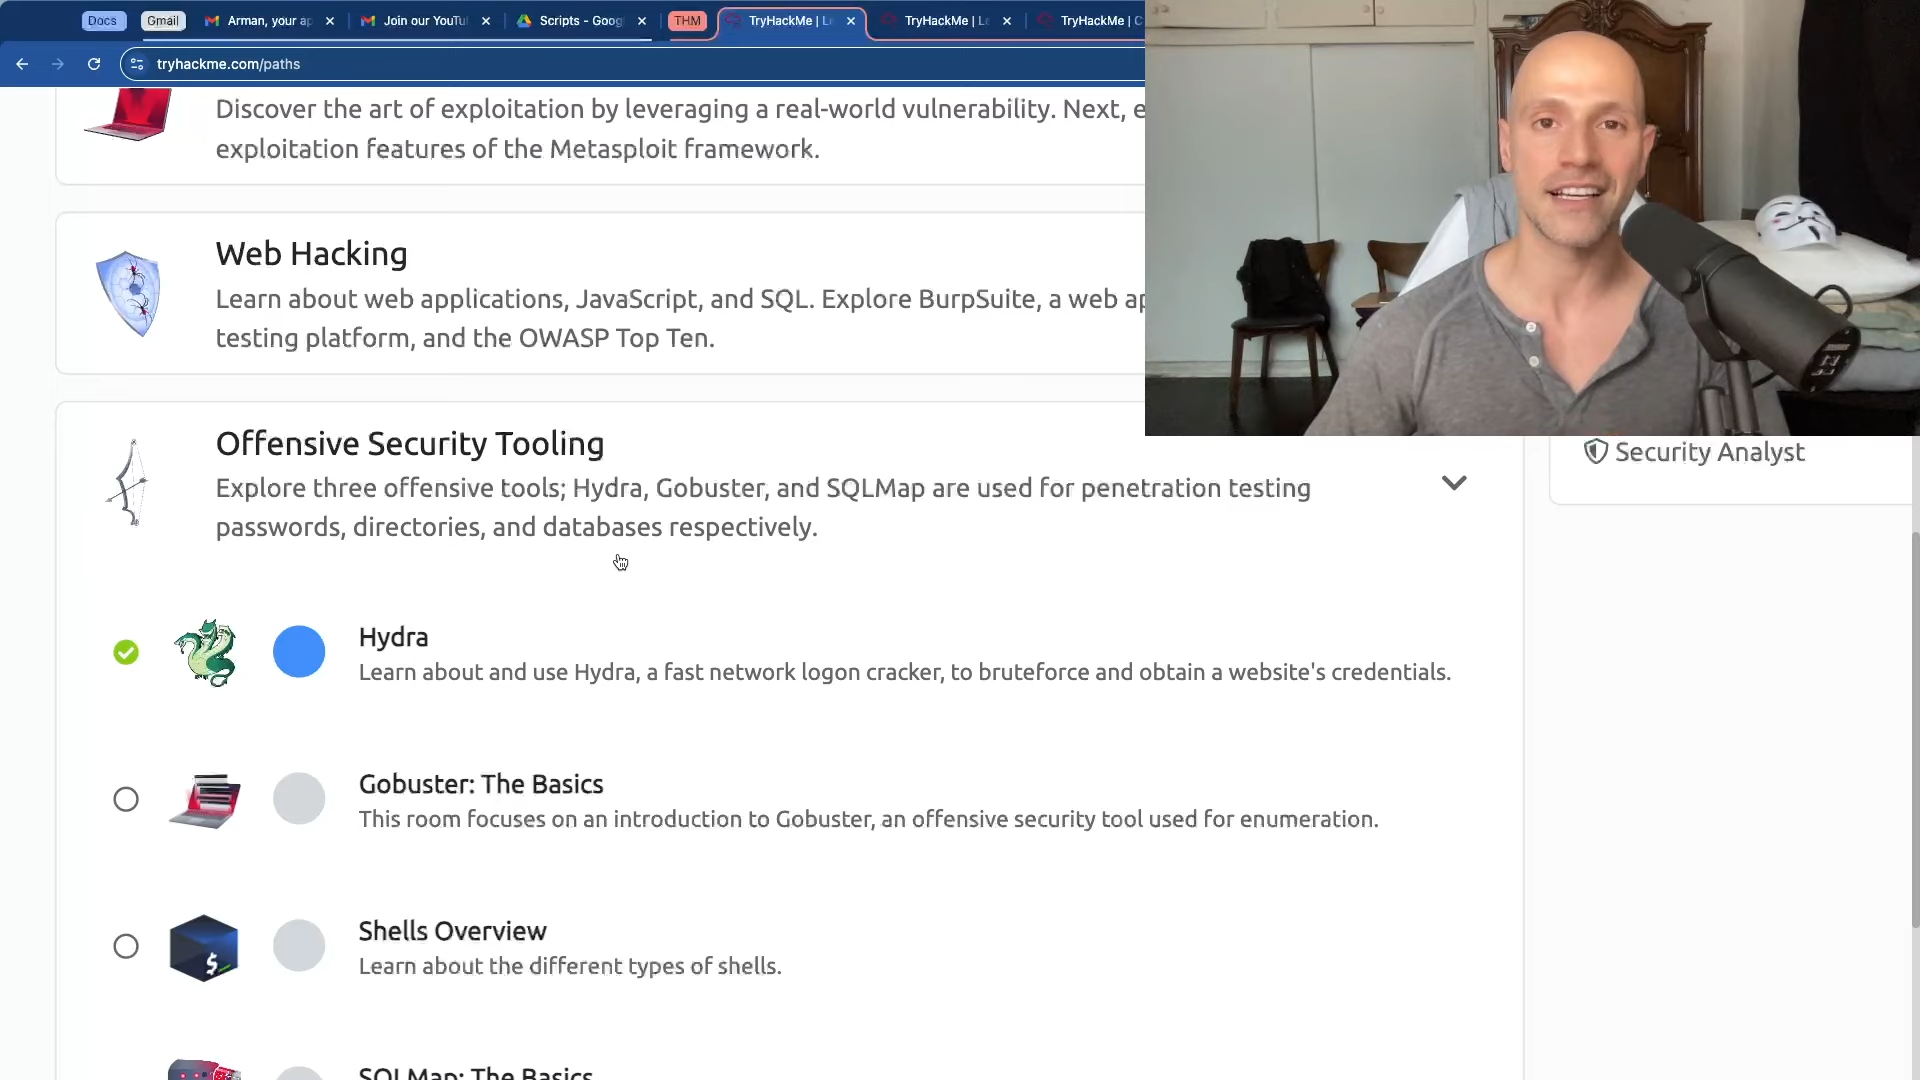 Docs
Gmail
Arman, your ap
Join our YouTu
Scripts - Goog
THM
TryHackMe | Le
TryHackMe | Le
TryHackMe | C
tryhackme.com/paths
Discover the art of exploitation by leveraging a real-world vulnerability. Next, e
exploitation features of the Metasploit framework.
Web Hacking
Learn about web applications, JavaScript, and SQL. Explore BurpSuite, a web ap
testing platform, and the OWASP Top Ten.
Offensive Security Tooling
Explore three offensive tools; Hydra, Gobuster, and SQLMap are used for penetration testing
passwords, directories, and databases respectively.
Security Analyst
Hydra
Learn about and use Hydra, a fast network logon cracker, to bruteforce and obtain a website's credentials.
Gobuster: The Basics
This room focuses on an introduction to Gobuster, an offensive security tool used for enumeration.
$
Shells Overview
Learn about the different types of shells.
SQLMap: The Basics